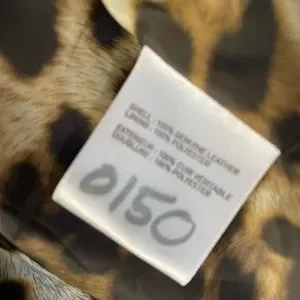 SHELL : 100% GENUINE LEATHER
LINING : 100% POLYESTER
EXTERIEUR : 100% CUIR VERITABLE
DOUBLURE : 100% POLYESTER
0150